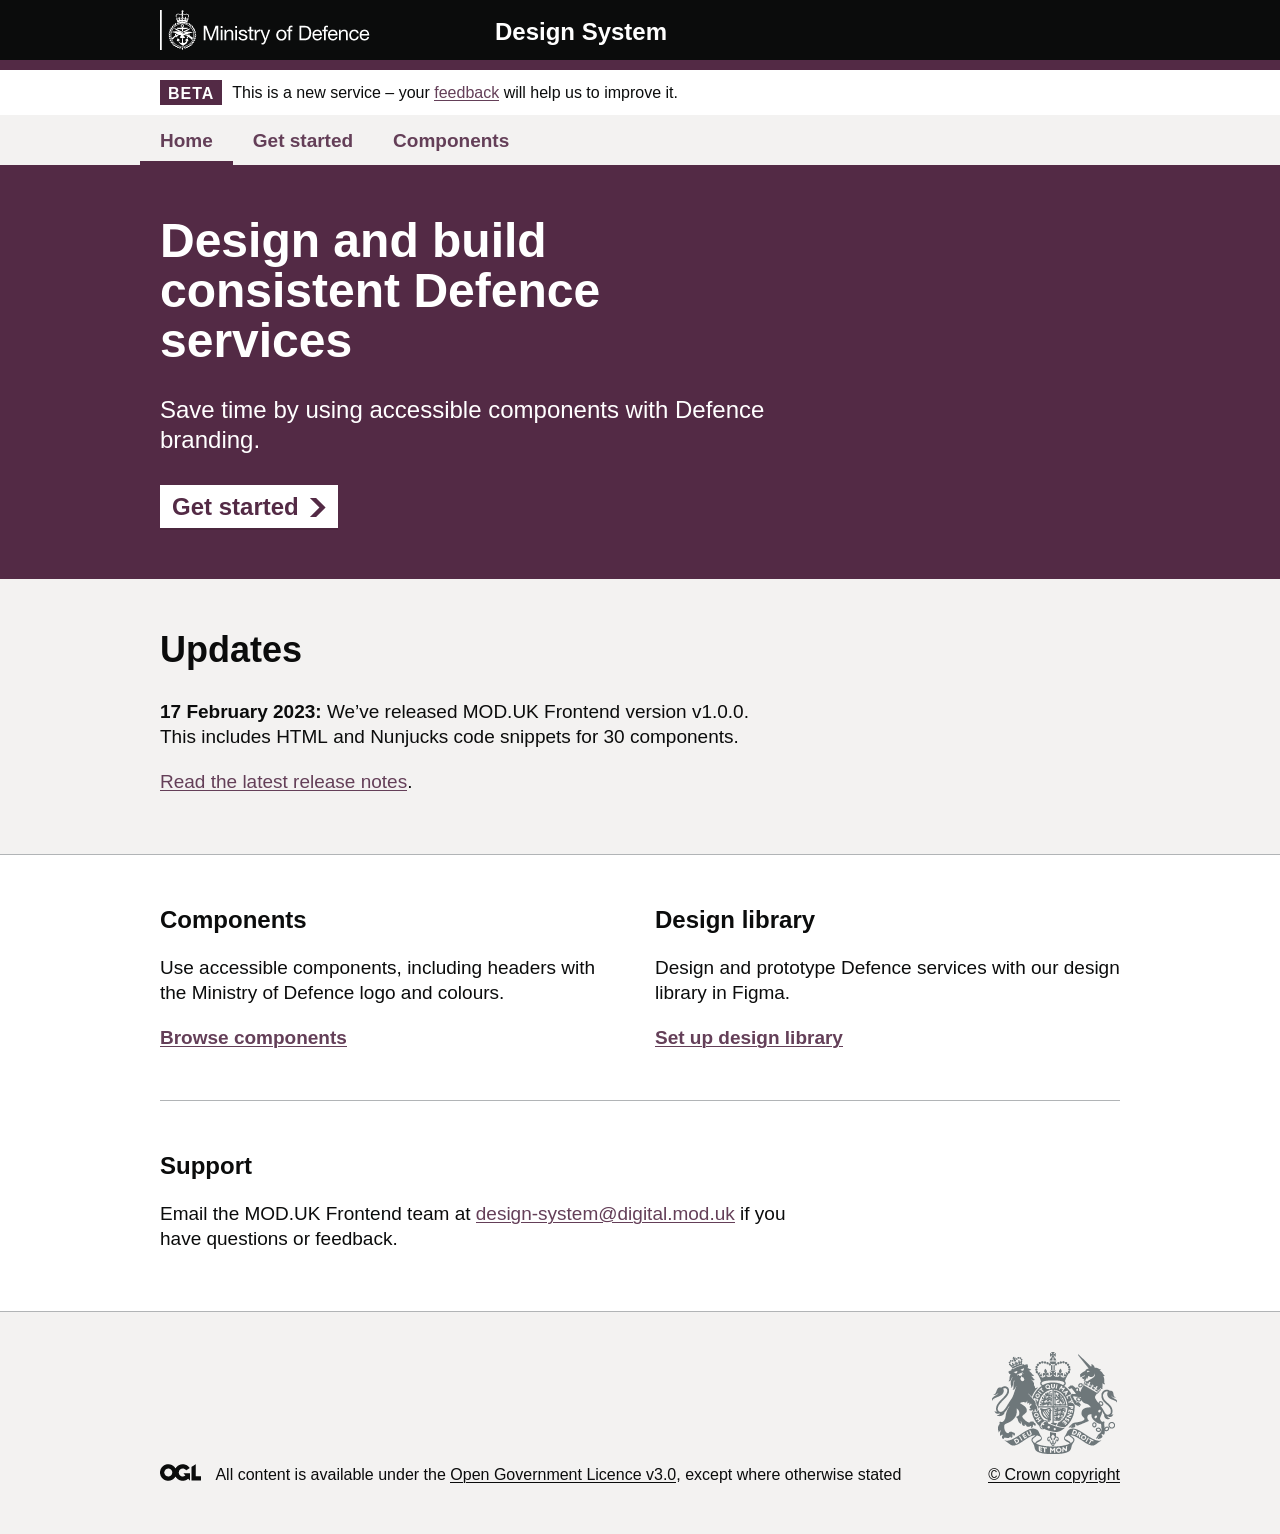 Ministry of Defence
Design System
BETA This is a new service – your feedback will help us to improve it.
Home Get started Components
Design and build
consistent Defence
services
Save time by using accessible components with Defence
branding.
Get started
Updates
17 February 2023: We’ve released MOD.UK Frontend version v1.0.0.
This includes HTML and Nunjucks code snippets for 30 components.
Read the latest release notes.
Components
Use accessible components, including headers with
the Ministry of Defence logo and colours.
Browse components
Design library
Design and prototype Defence services with our design
library in Figma.
Set up design library
Support
Email the MOD.UK Frontend team at design-system@digital.mod.uk if you
have questions or feedback.
DIEU ET MON DROIT
OGL All content is available under the Open Government Licence v3.0, except where otherwise stated
© Crown copyright